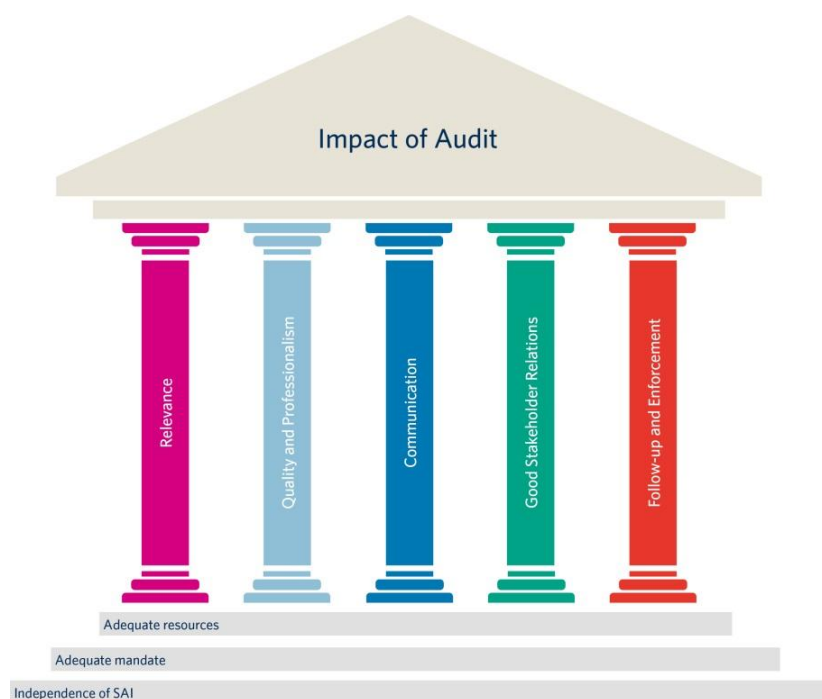 Impact of Audit
Relevance
Quality and Professionalism
Communication
Good Stakeholder Relations
Follow-up and Enforcement
Adequate resources
Adequate mandate
Independence of SAI